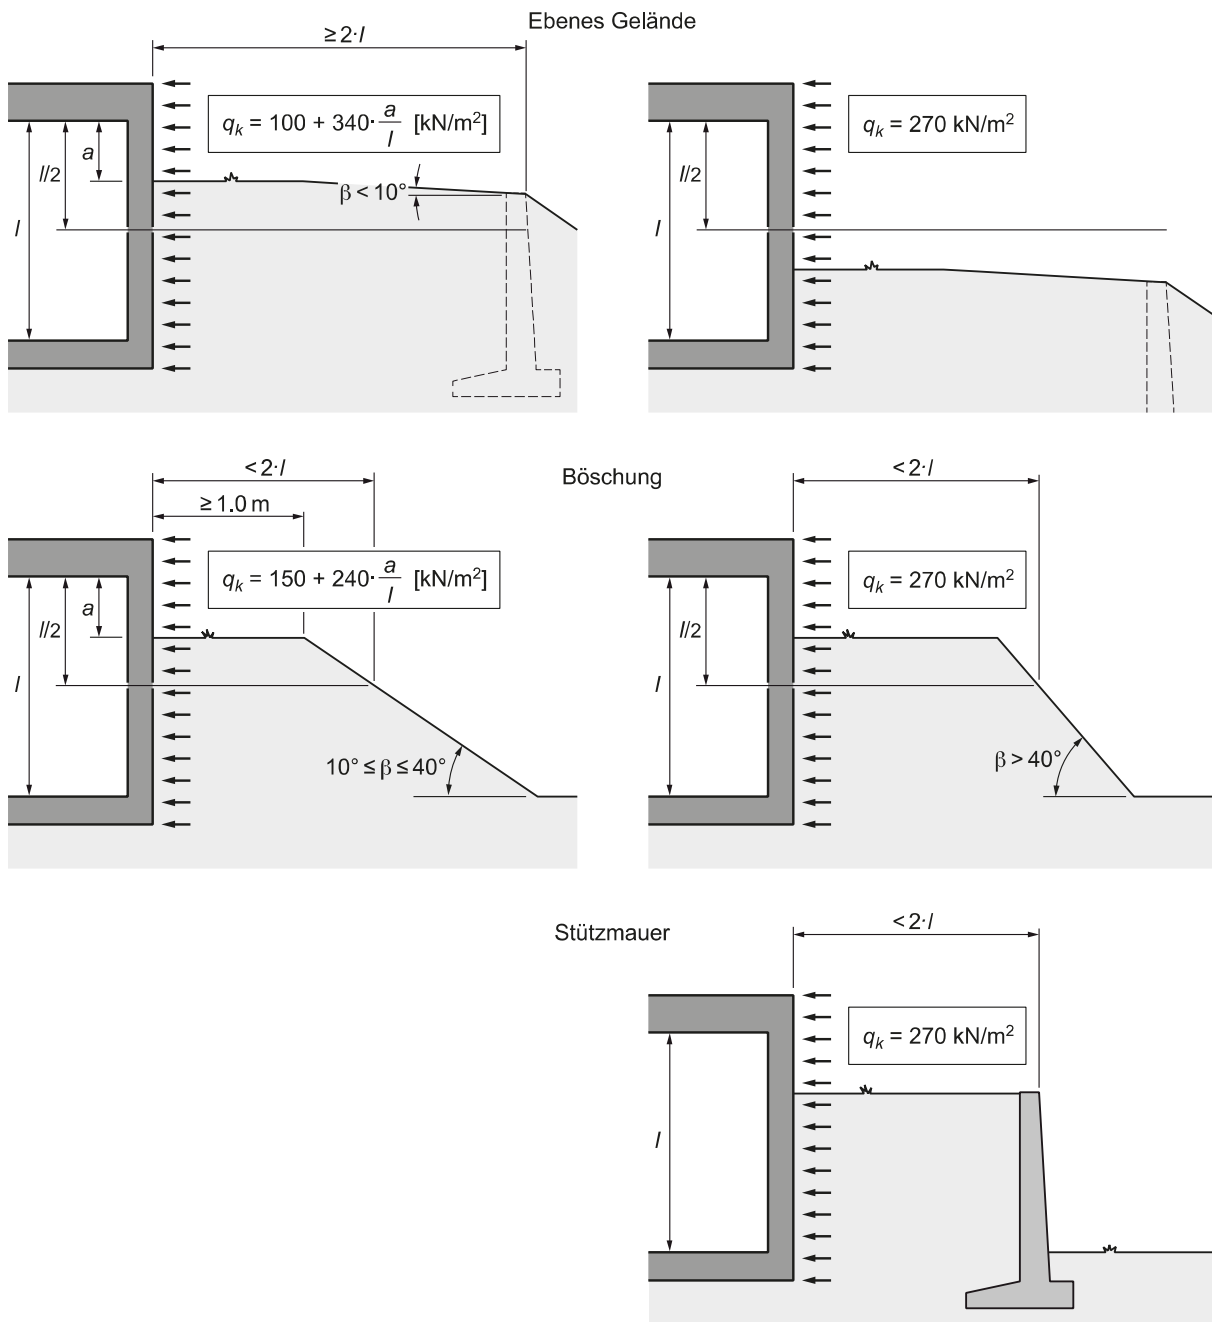 Ebenes Gelände
≥ 2·l
q_k = 100 + 340· a/l [kN/m²]
a
l/2
l
β < 10°
q_k = 270 kN/m²
l/2
l
Böschung
< 2·l
≥ 1.0 m
q_k = 150 + 240· a/l [kN/m²]
a
l/2
l
10° ≤ β ≤ 40°
< 2·l
q_k = 270 kN/m²
l/2
l
β > 40°
Stützmauer
< 2·l
q_k = 270 kN/m²
l